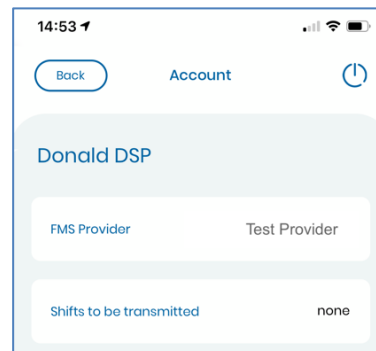 14:53
Back Account
Donald DSP
FMS Provider Test Provider
Shifts to be transmitted none